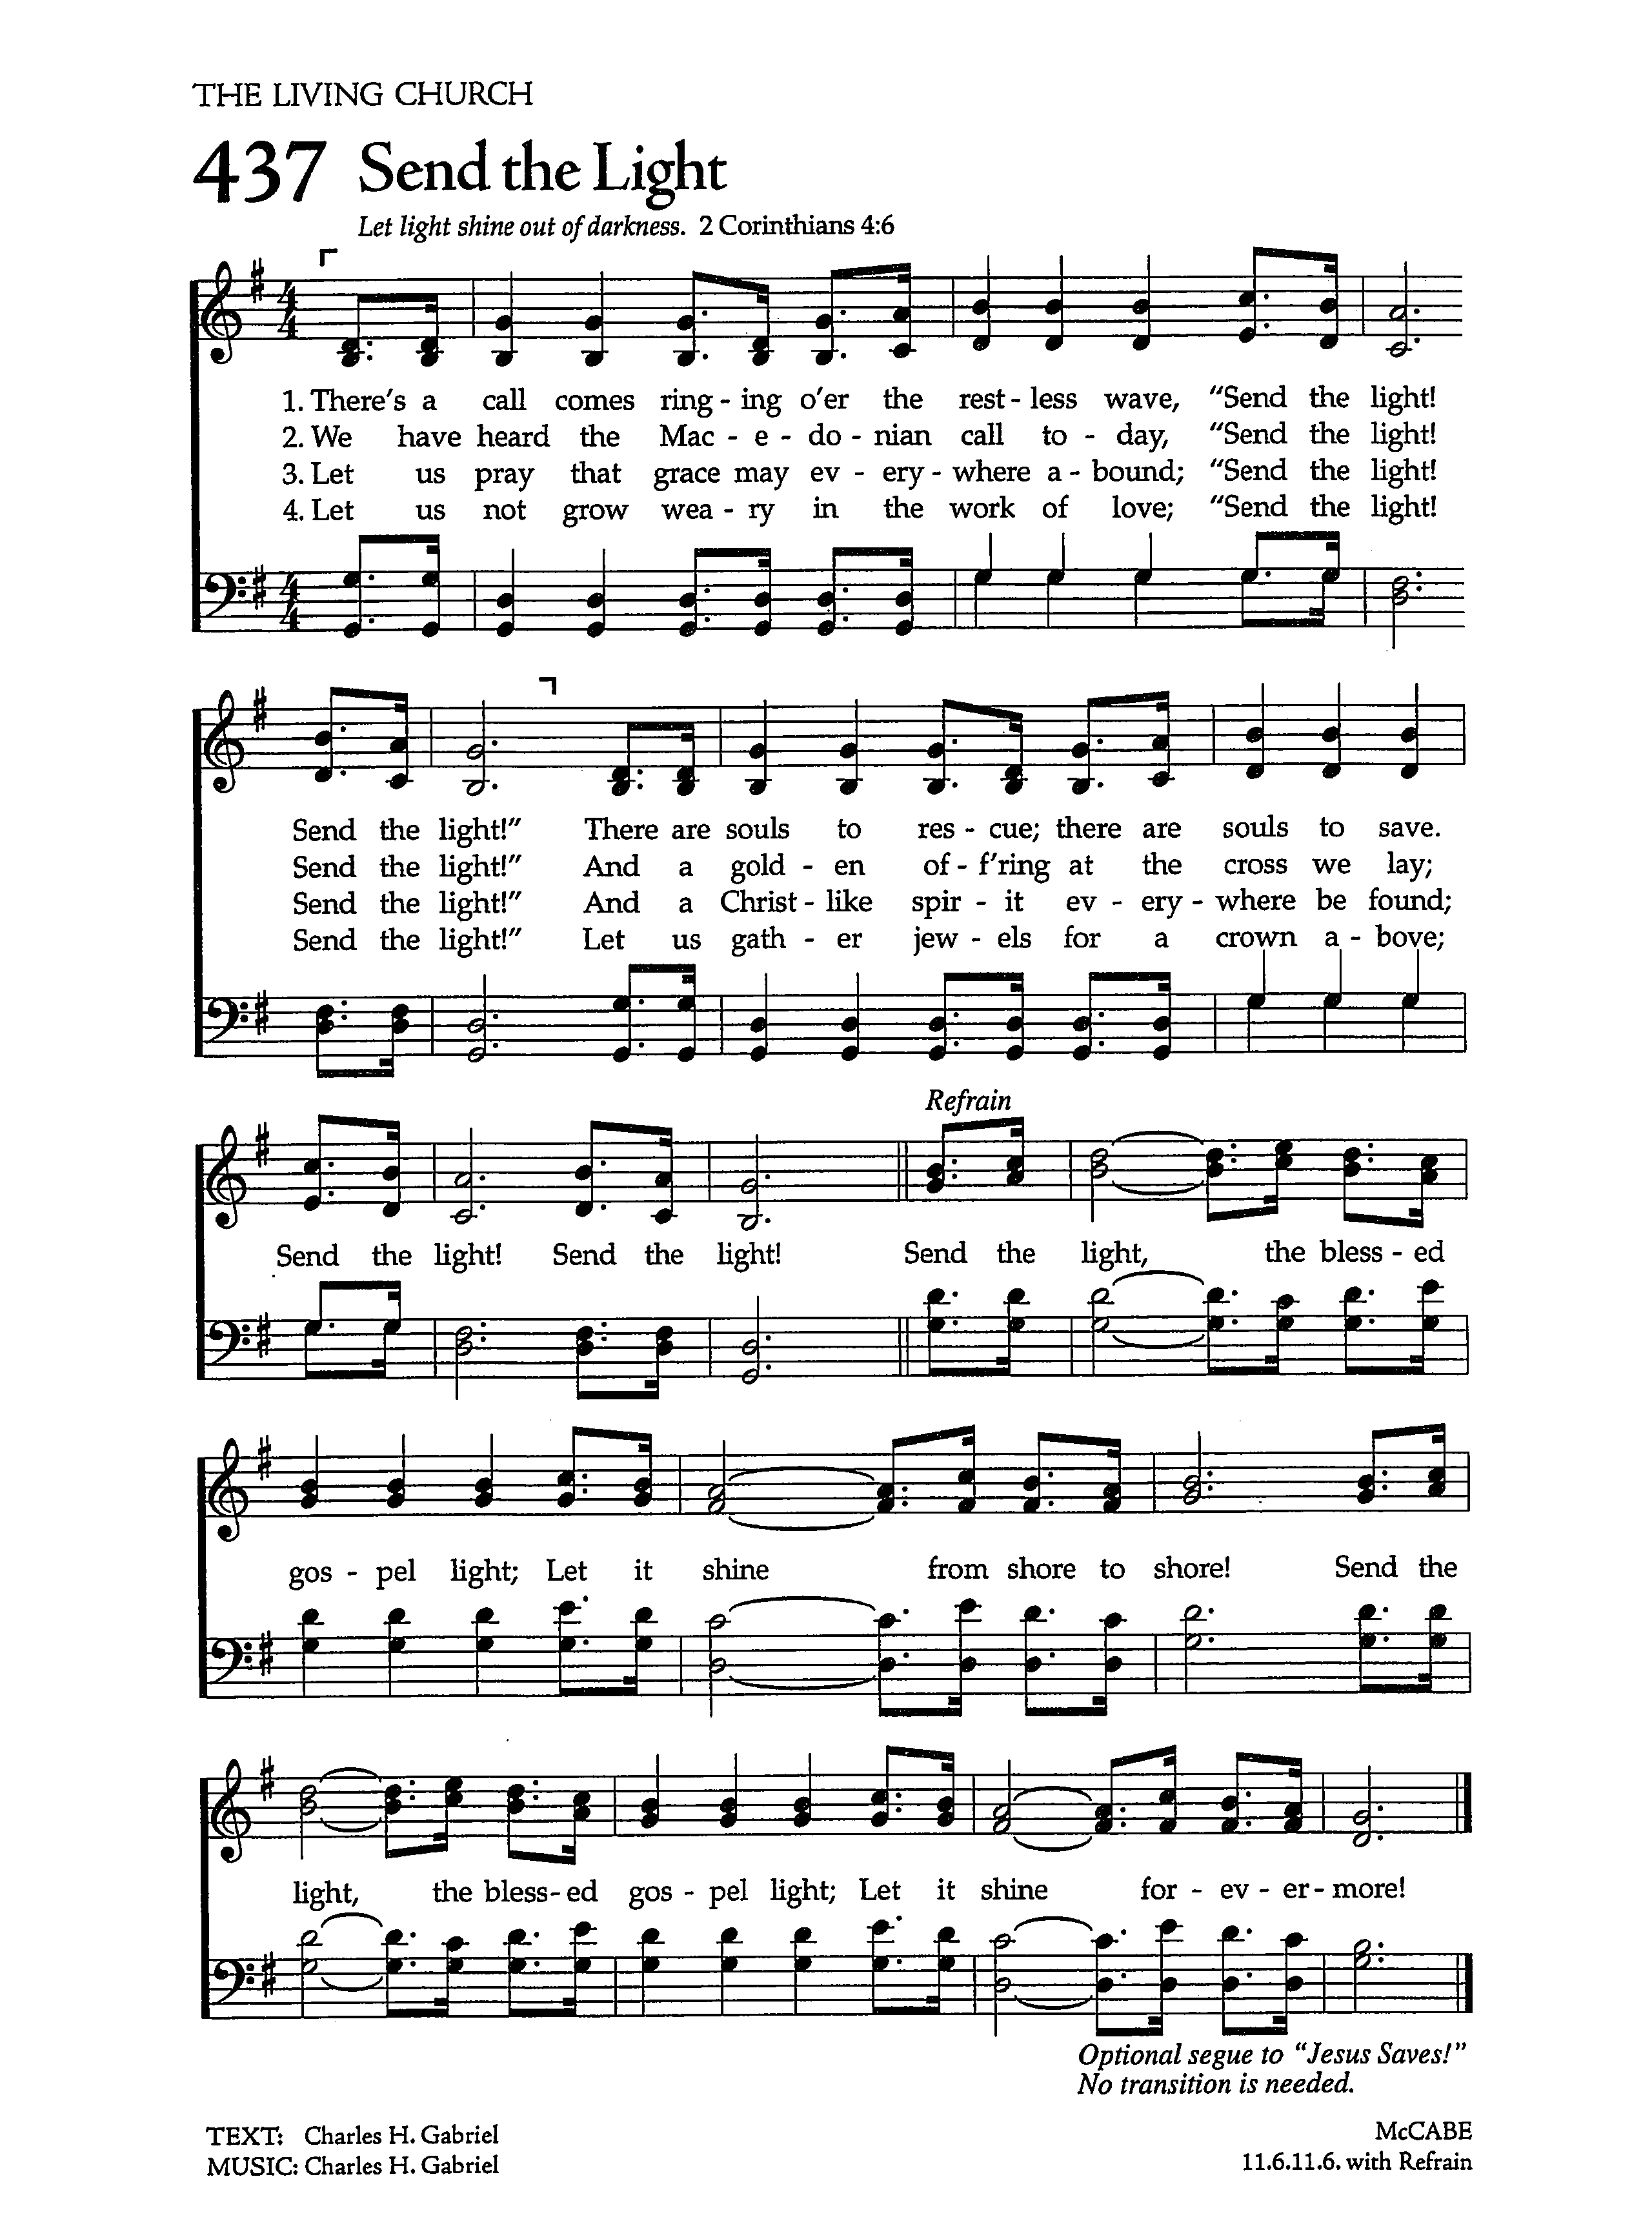 THE LIVING CHURCH
437 Send the Light
Let light shine out of darkness. 2 Corinthians 4:6
1. There's a call comes ring - ing o'er the rest - less wave, “Send the light!
2. We have heard the Mac - e - do - nian call to - day, “Send the light!
3. Let us pray that grace may ev - ery - where a - bound; “Send the light!
4. Let us not grow wea - ry in the work of love; “Send the light!
Send the light!” There are souls to res - cue; there are souls to save.
Send the light!” And a gold - en of - f'ring at the cross we lay;
Send the light!” And a Christ - like spir - it ev - ery - where be found;
Send the light!” Let us gath - er jew - els for a crown a - bove;
Refrain
Send the light! Send the light! Send the light, the bless - ed
gos - pel light; Let it shine from shore to shore! Send the
light, the bless - ed gos - pel light; Let it shine for - ev - er - more!
Optional segue to “Jesus Saves!”
No transition is needed.
TEXT: Charles H. Gabriel
MUSIC: Charles H. Gabriel
McCABE
11.6.11.6. with Refrain